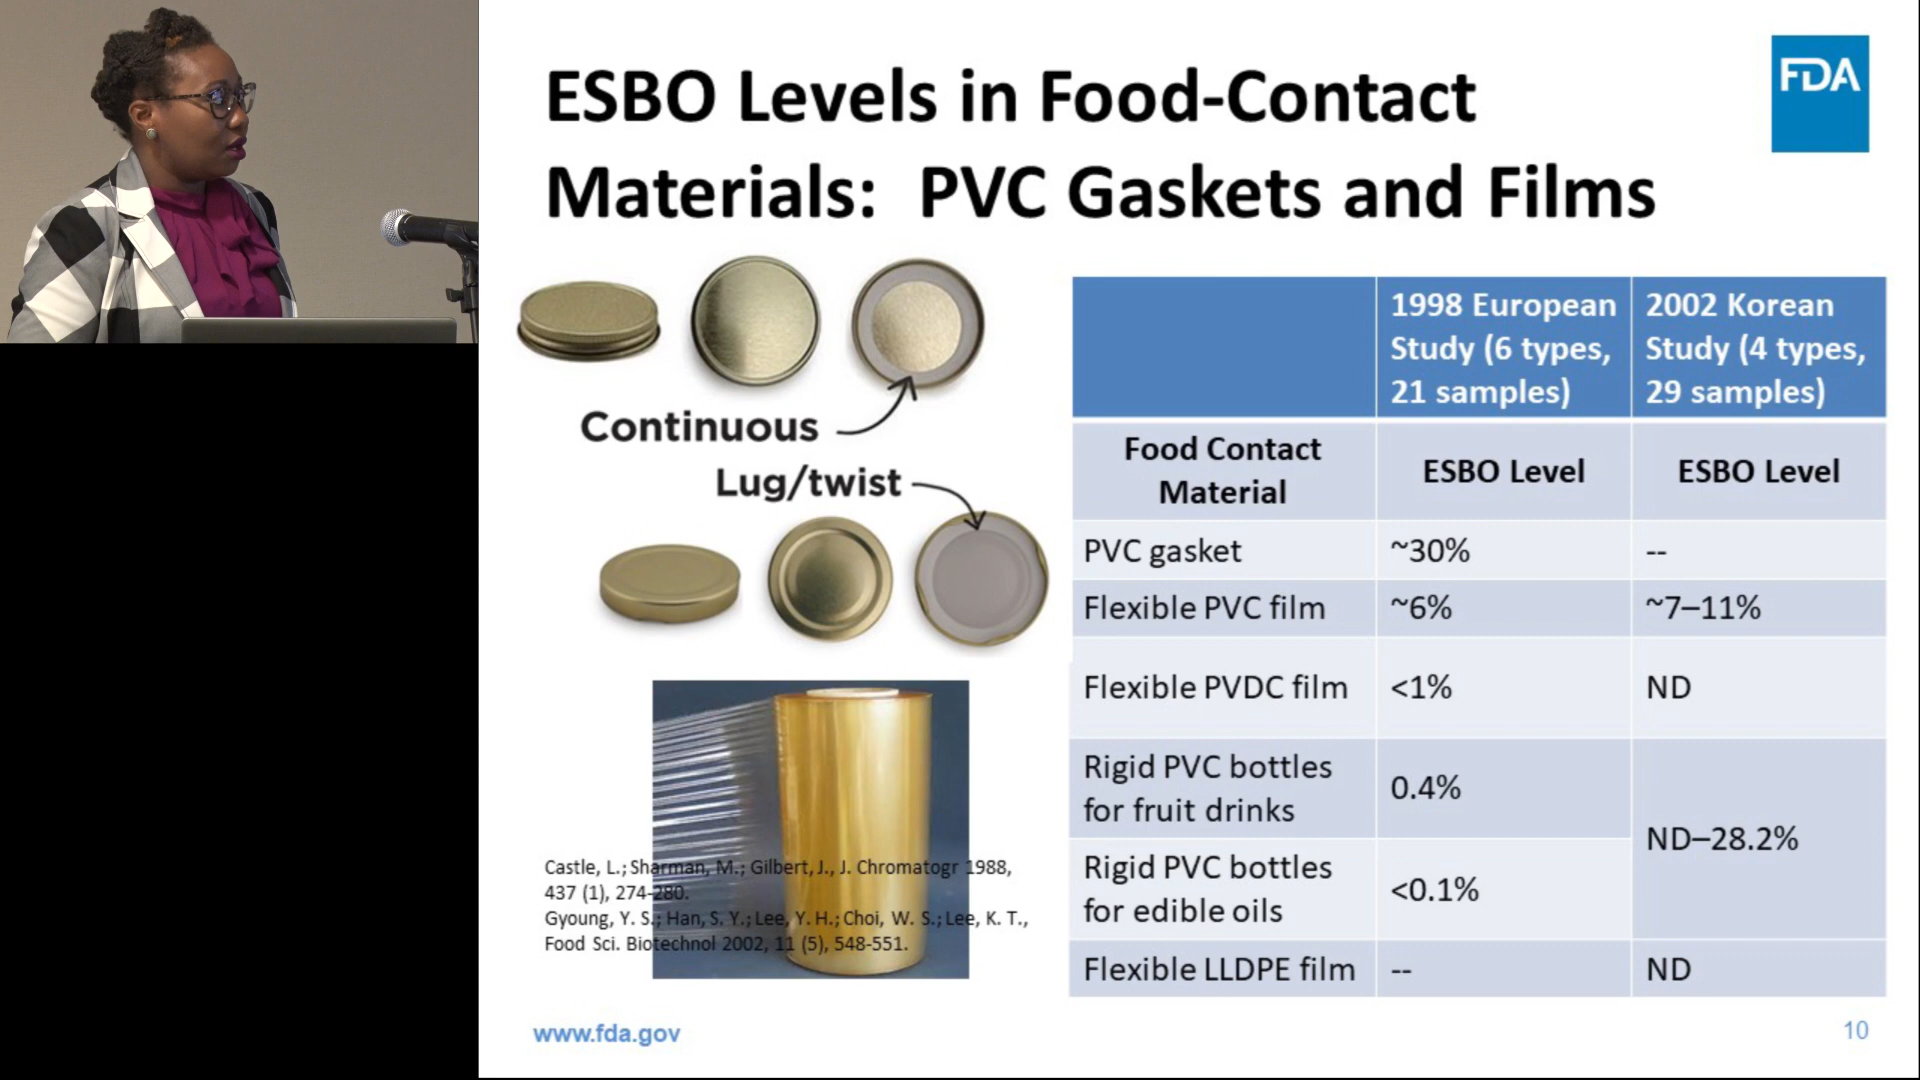 ESBO Levels in Food-Contact
Materials: PVC Gaskets and Films
FDA
Continuous
Lug/twist
1998 European
Study (6 types,
21 samples)
2002 Korean
Study (4 types,
29 samples)
Food Contact
Material
ESBO Level
ESBO Level
PVC gasket
~30%
--
Flexible PVC film
~6%
~7–11%
Flexible PVDC film
<1%
ND
Rigid PVC bottles
for fruit drinks
0.4%
ND–28.2%
Rigid PVC bottles
for edible oils
<0.1%
Flexible LLDPE film
--
ND
Castle, L.; Sharman, M.; Gilbert, J., J. Chromatogr 1988,
437 (1), 274-280.
Gyoung, Y. S.; Han, S. Y.; Lee, Y. H.; Choi, W. S.; Lee, K. T.,
Food Sci. Biotechnol 2002, 11 (5), 548-551.
www.fda.gov
10